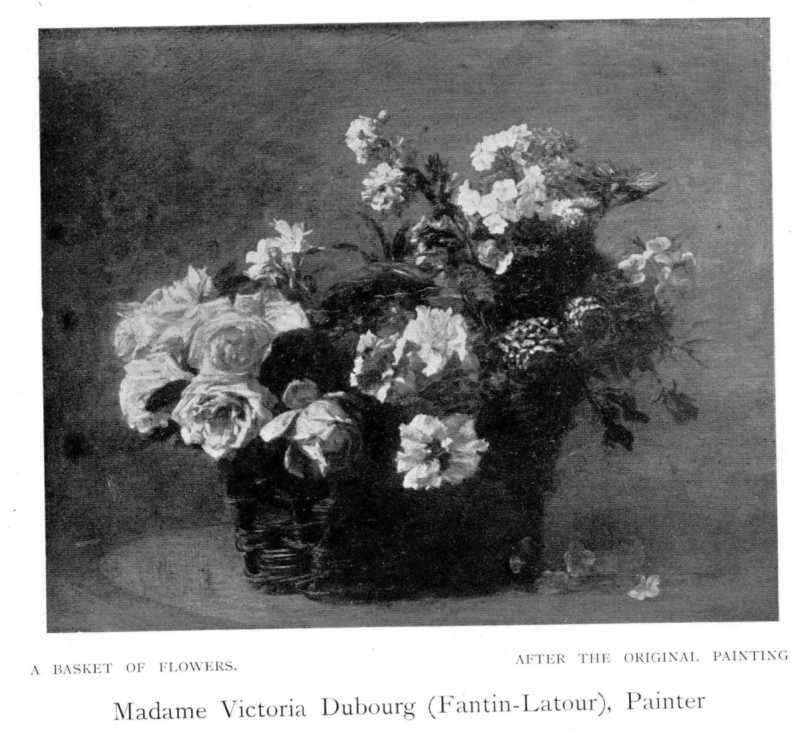 A BASKET OF FLOWERS.
AFTER THE ORIGINAL PAINTING
Madame Victoria Dubourg (Fantin-Latour), Painter